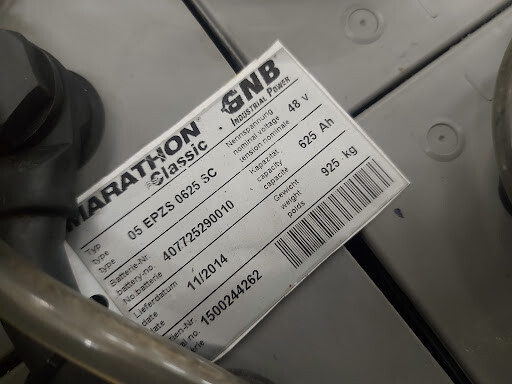 MARATHON®
Classic
GNB
INDUSTRIAL POWER
Typ
type
type
05 EPZS 0625 SC
Nennspannung
nominal voltage
tension nominale
48 V
Batterie-Nr.
battery-no.
No.batterie
407725290010
Kapazität
capacity
capacité
625 Ah
Lieferdatum
date
date
11/2014
Gewicht
weight
poids
925 kg
1500244262